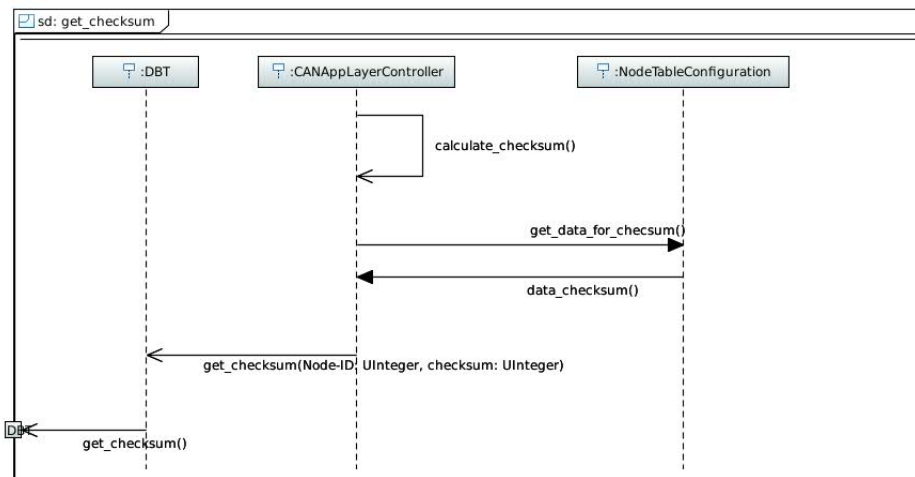 sd: get_checksum
:DBT
:CANAppLayerController
:NodeTableConfiguration
calculate_checksum()
get_data_for_checsum()
data_checksum()
get_checksum(Node-ID: UInteger, checksum: UInteger)
DBT
get_checksum()